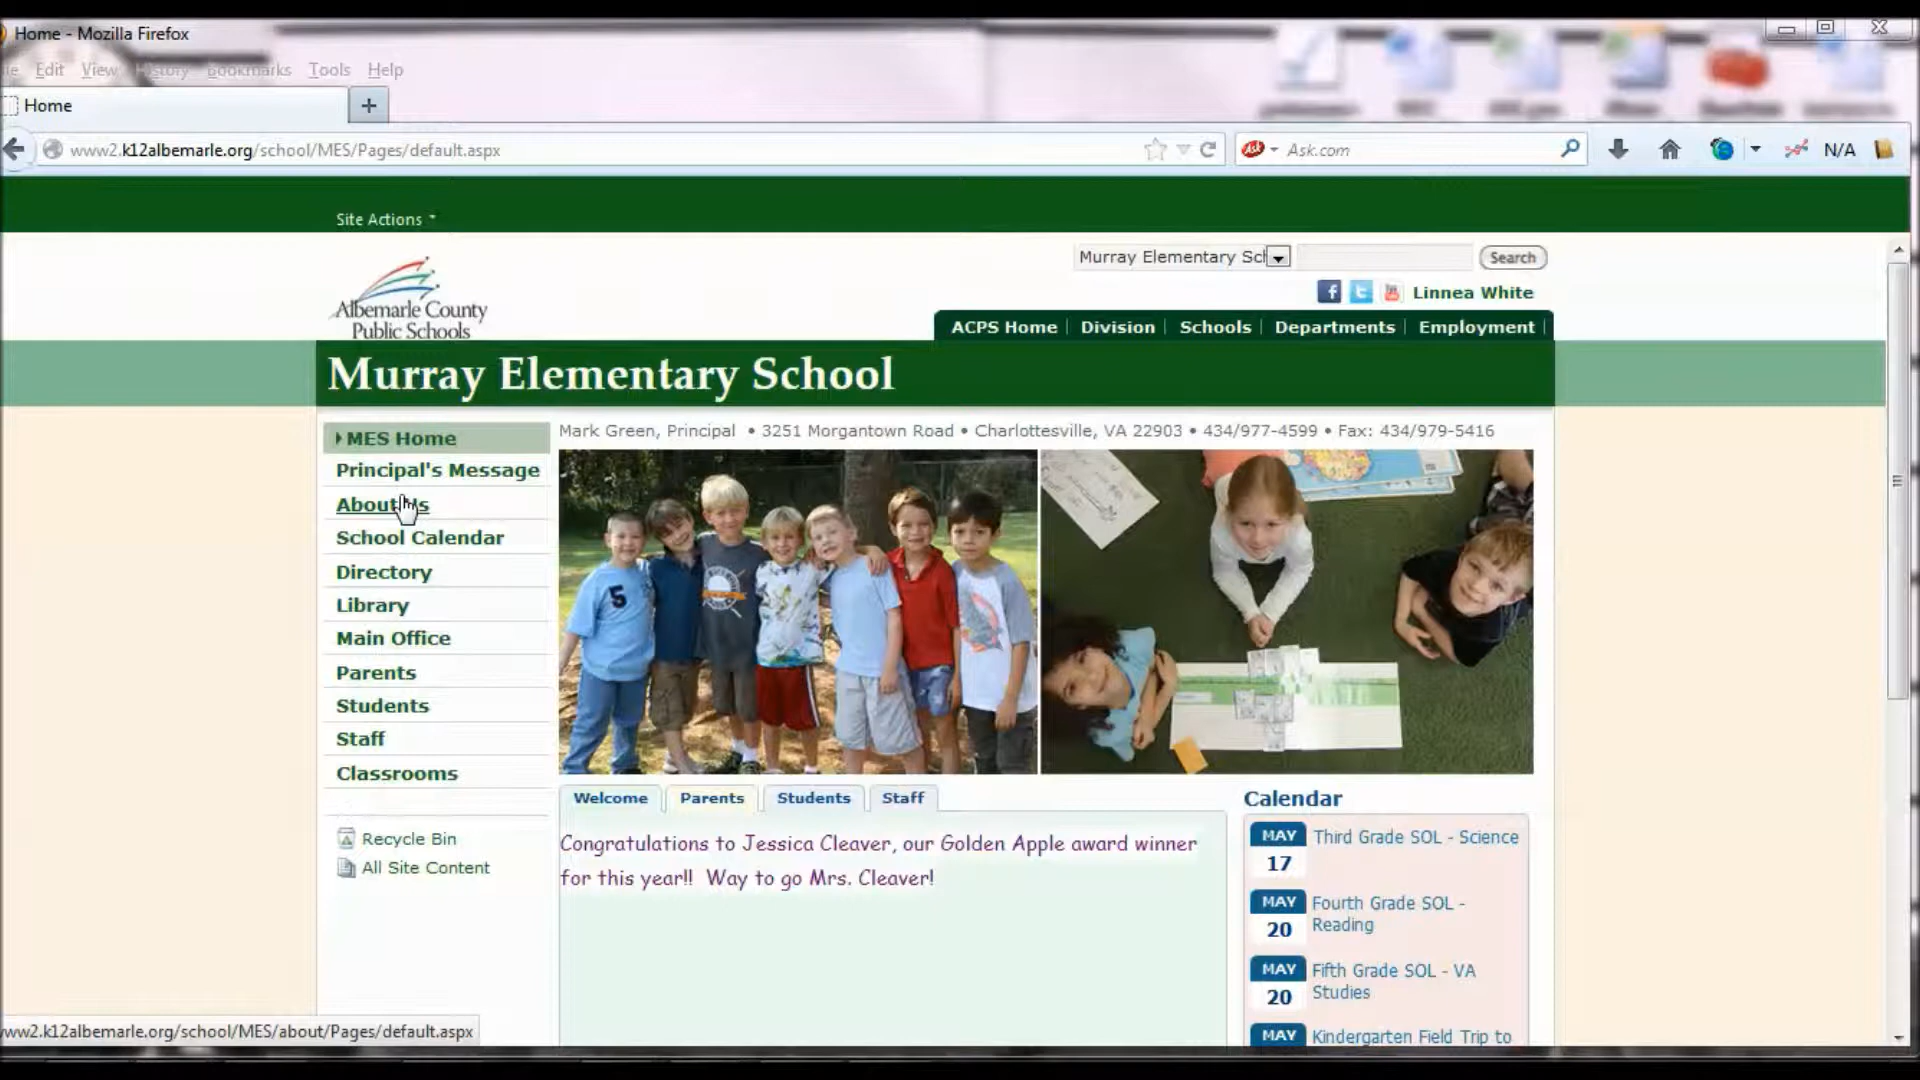 Home - Mozilla Firefox
Edit View History Bookmarks Tools Help
Home
+
www2.k12albemarle.org/school/MES/Pages/default.aspx
Ask Ask.com
N/A
Site Actions
Murray Elementary Sch
Search
Albemarle County
Public Schools
Linnea White
ACPS Home Division Schools Departments Employment
Murray Elementary School
MES Home
Principal's Message
About Us
School Calendar
Directory
Library
Main Office
Parents
Students
Staff
Classrooms
Recycle Bin
All Site Content
Mark Green, Principal • 3251 Morgantown Road • Charlottesville, VA 22903 • 434/977-4599 • Fax: 434/979-5416
5
Welcome Parents Students Staff
Congratulations to Jessica Cleaver, our Golden Apple award winner
for this year!! Way to go Mrs. Cleaver!
Calendar
MAY
17
Third Grade SOL - Science
MAY
20
Fourth Grade SOL -
Reading
MAY
20
Fifth Grade SOL - VA
Studies
MAY
Kindergarten Field Trip to
www2.k12albemarle.org/school/MES/about/Pages/default.aspx